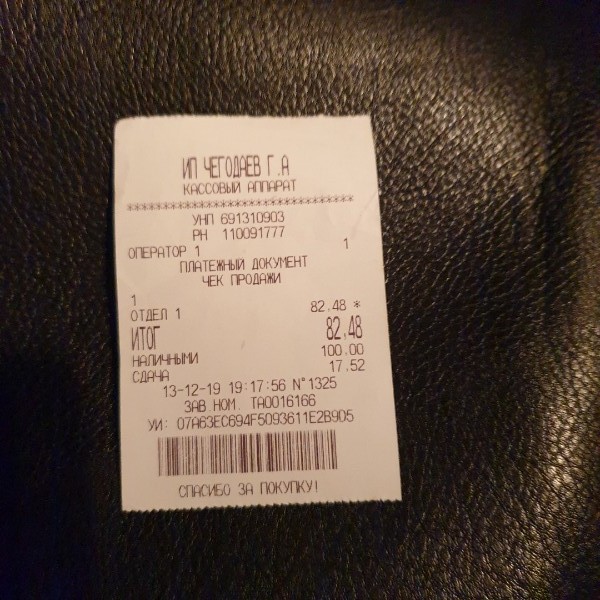 ИП ЧЕГОДАЕВ Г.А
КАССОВЫЙ АППАРАТ
************************************
УНП 691310903
РН 110091777
ОПЕРАТОР 1 1
ПЛАТЕЖНЫЙ ДОКУМЕНТ
ЧЕК ПРОДАЖИ
1
ОТДЕЛ 1 82.48 *
ИТОГ 82.48
НАЛИЧНЫМИ 100.00
СДАЧА 17.52
13-12-19 19:17:56 N°1325
ЗАВ.НОМ. TA0016166
УИ: 07A63EC694F5093611E2B9D5
СПАСИБО ЗА ПОКУПКУ!